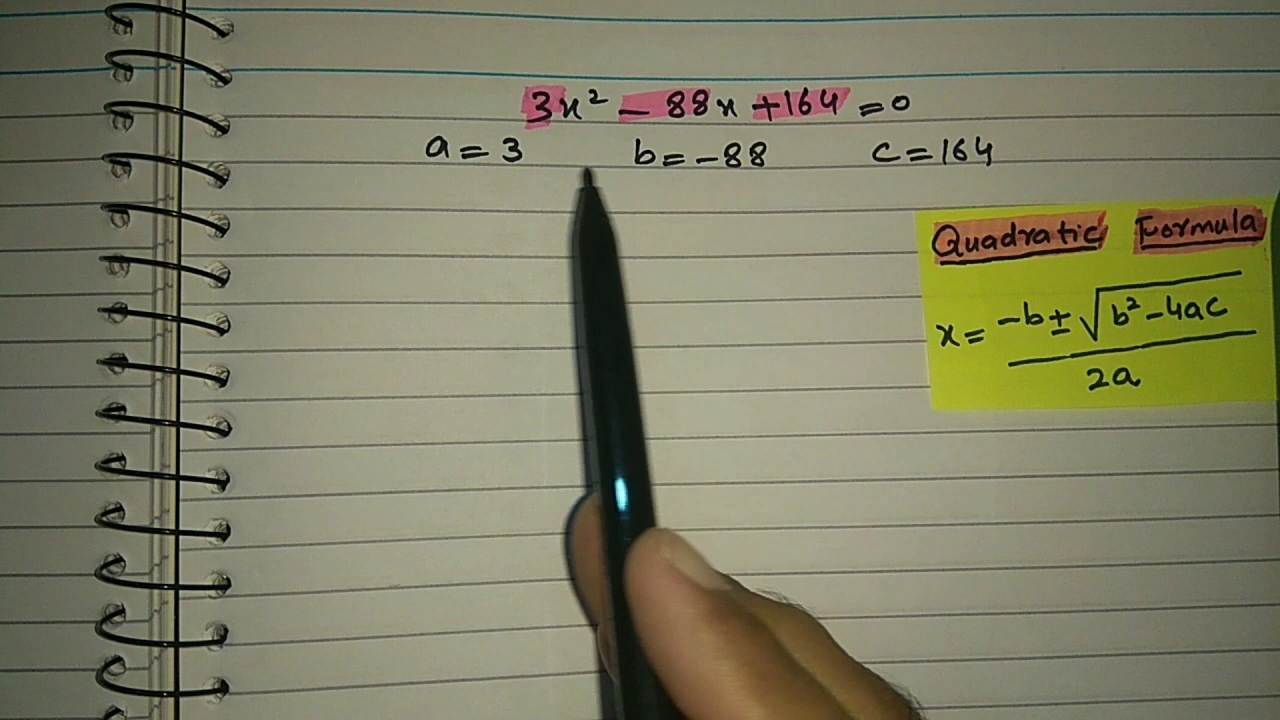 3x² - 88x + 164 = 0
a = 3 b = -88 c = 164
Quadratic Formula
x = -b ± √b² - 4ac
2a